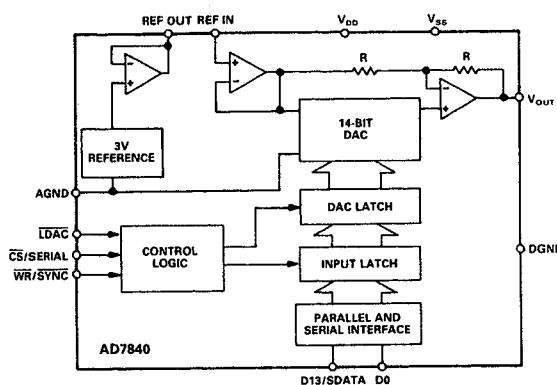 REF OUT REF IN
VDD
VSS
R
R
VOUT
14-BIT
DAC
3V
REFERENCE
AGND
DAC LATCH
LDAC
CS/SERIAL
WR/SYNC
CONTROL
LOGIC
DGND
INPUT LATCH
PARALLEL AND
SERIAL INTERFACE
AD7840
D13/SDATA D0